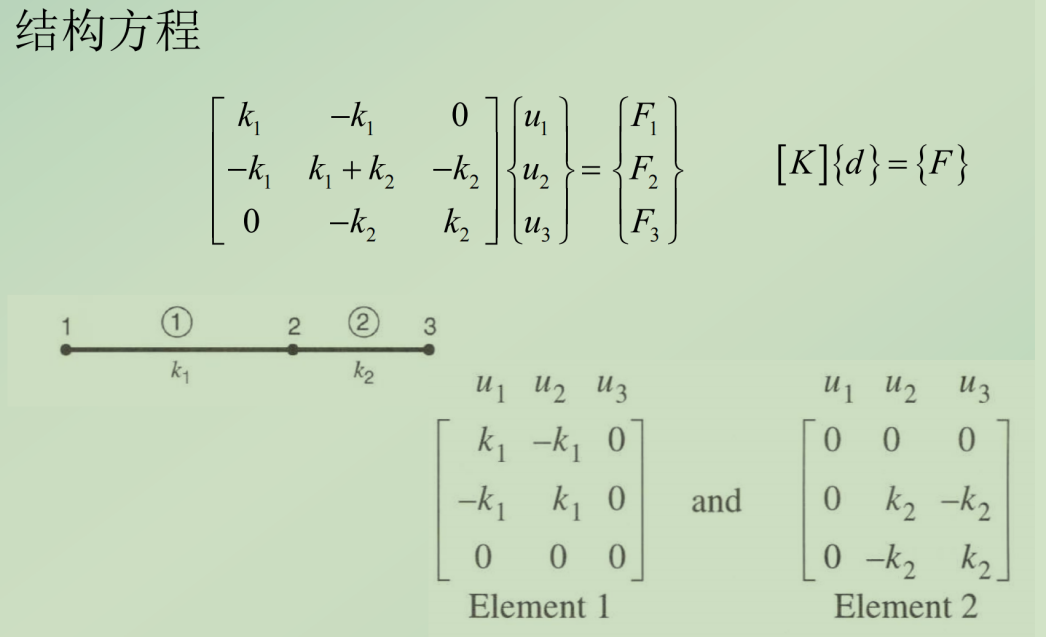 结构方程
k1 -k1 0
-k1 k1 + k2 -k2
0 -k2 k2
u1
u2
u3
=
F1
F2
F3
[K]{d}={F}
1 ① 2 ② 3
k1 k2
u1 u2 u3
k1 -k1 0
-k1 k1 0
0 0 0
Element 1
and
u1 u2 u3
0 0 0
0 k2 -k2
0 -k2 k2
Element 2